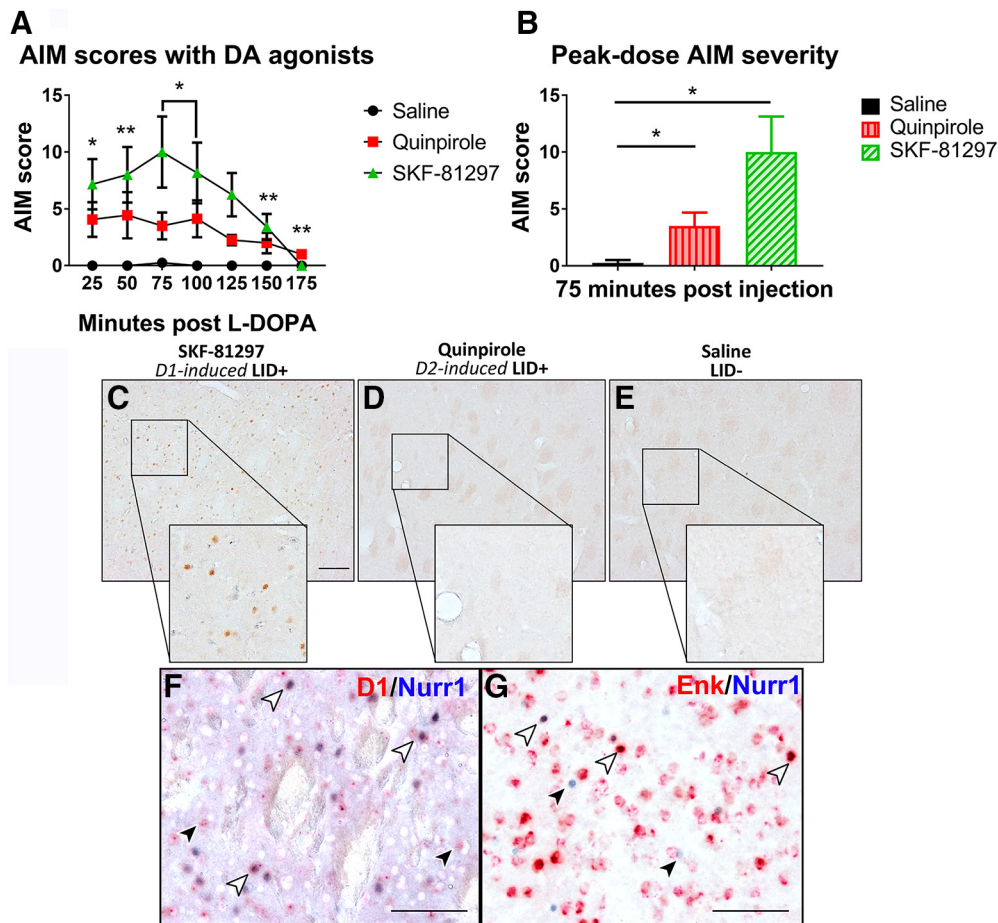 A
AIM scores with DA agonists
AIM score
15
10
5
0
*
**
*
**
**
25 50 75 100 125 150 175
Minutes post L-DOPA
Saline
Quinpirole
SKF-81297
B
Peak-dose AIM severity
AIM score
15
10
5
0
*
*
75 minutes post injection
Saline
Quinpirole
SKF-81297
SKF-81297
D1-induced LID+
Quinpirole
D2-induced LID+
Saline
LID-
C
D
E
F
D1/Nurr1
G
Enk/Nurr1